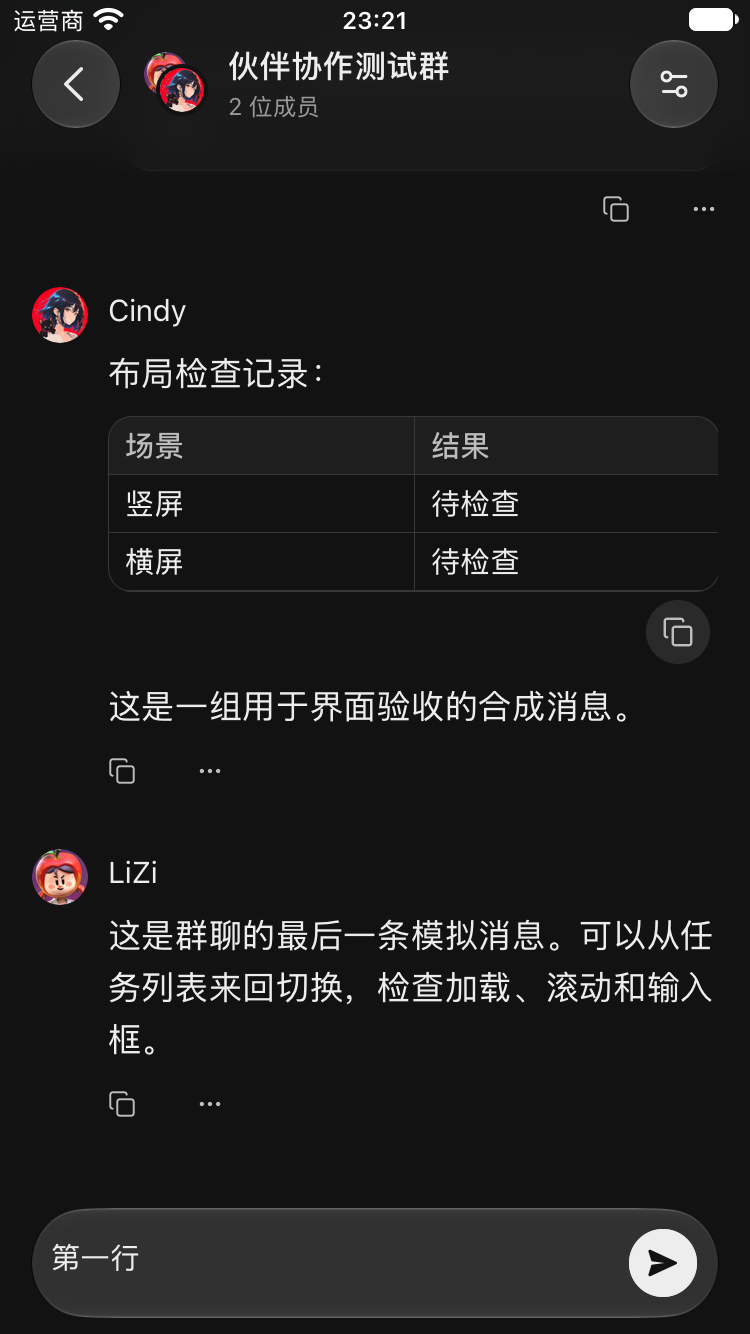 运营商
23:21
伙伴协作测试群
2 位成员
Cindy
布局检查记录：
场景 结果
竖屏 待检查
横屏 待检查
这是一组用于界面验收的合成消息。
LiZi
这是群聊的最后一条模拟消息。可以从任
务列表来回切换，检查加载、滚动和输入
框。
第一行